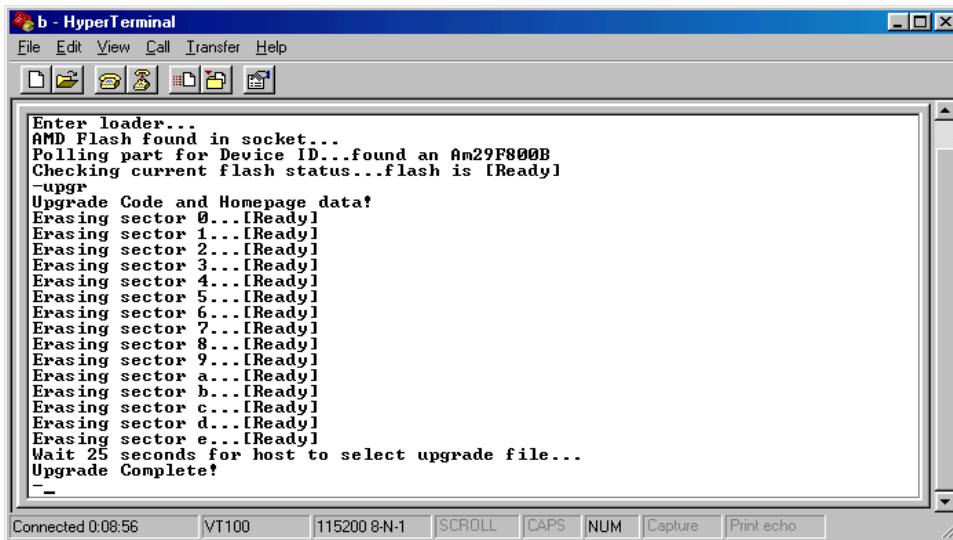 b - HyperTerminal
File Edit View Call Transfer Help
Enter loader...
AMD Flash found in socket...
Polling part for Device ID...found an Am29F800B
Checking current flash status...flash is [Ready]
-upgr
Upgrade Code and Homepage data!
Erasing sector 0...[Ready]
Erasing sector 1...[Ready]
Erasing sector 2...[Ready]
Erasing sector 3...[Ready]
Erasing sector 4...[Ready]
Erasing sector 5...[Ready]
Erasing sector 6...[Ready]
Erasing sector 7...[Ready]
Erasing sector 8...[Ready]
Erasing sector 9...[Ready]
Erasing sector a...[Ready]
Erasing sector b...[Ready]
Erasing sector c...[Ready]
Erasing sector d...[Ready]
Erasing sector e...[Ready]
Wait 25 seconds for host to select upgrade file...
Upgrade Complete!
-_
Connected 0:08:56 VT100 115200 8-N-1 SCROLL CAPS NUM Capture Print echo